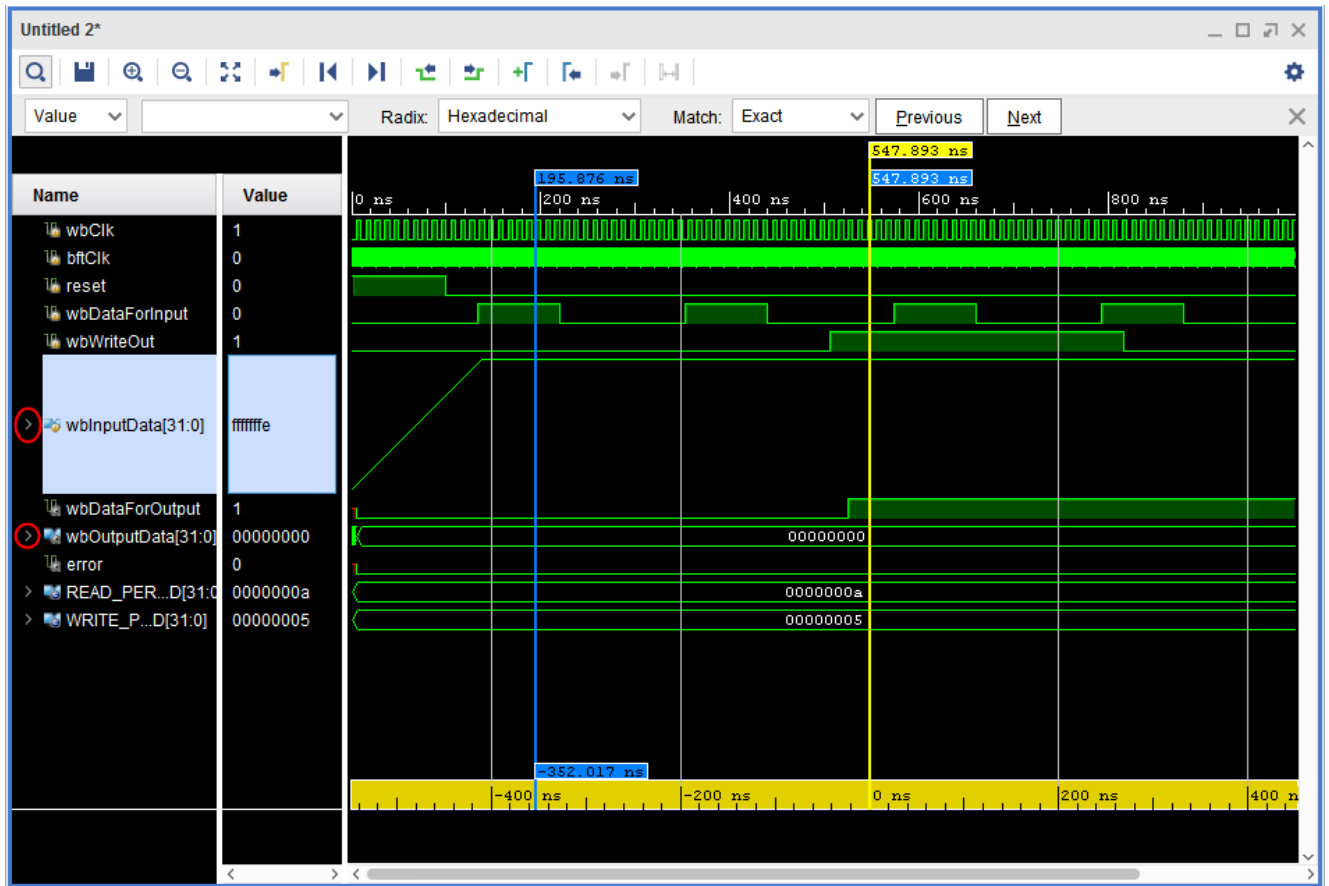 Untitled 2*
Value Radix: Hexadecimal Match: Exact Previous Next
547.893 ns
195.876 ns 547.893 ns
Name Value 0 ns 200 ns 400 ns 600 ns 800 ns
wbClk 1
bftClk 0
reset 0
wbDataForInput 0
wbWriteOut 1
wbInputData[31:0] fffffffe
wbDataForOutput 1
wbOutputData[31:0] 00000000 00000000
error 0
READ_PER...D[31:0 0000000a 0000000a
WRITE_P...D[31:0] 00000005 00000005
-352.017 ns
-400 ns -200 ns 0 ns 200 ns 400 n